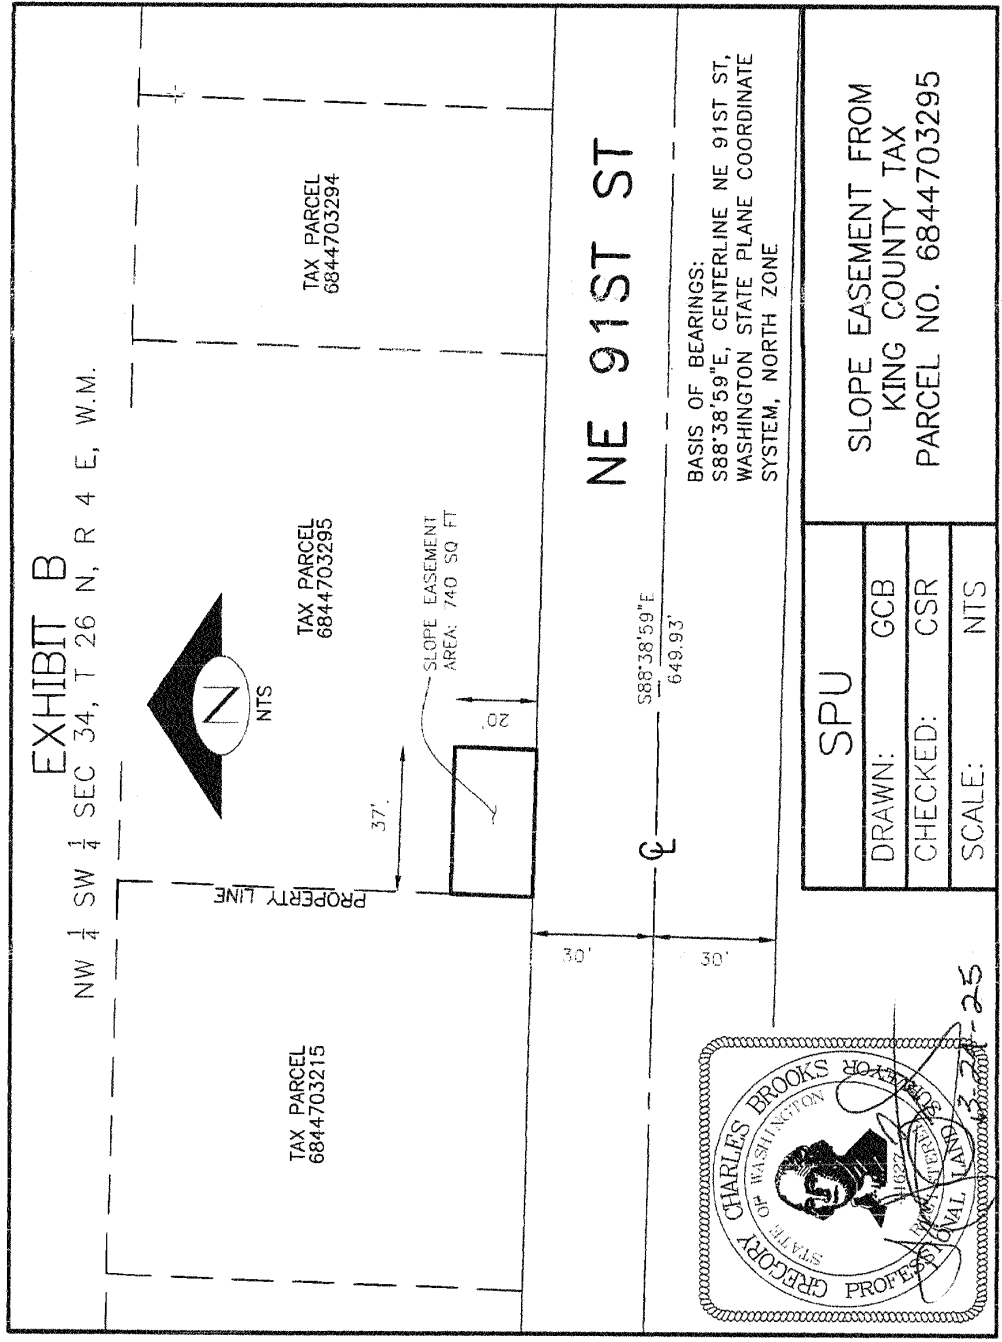 EXHIBIT B
NW 1/4 SW 1/4 SEC 34, T 26 N, R 4 E, W.M.
N
NTS
TAX PARCEL
6844703215
PROPERTY LINE
TAX PARCEL
6844703295
TAX PARCEL
6844703294
37'
20'
SLOPE EASEMENT
AREA: 740 SQ FT
30'
30'
CL
S88°38'59"E
649.93'
NE 91ST ST
BASIS OF BEARINGS:
S88°38'59"E, CENTERLINE NE 91ST ST,
WASHINGTON STATE PLANE COORDINATE
SYSTEM, NORTH ZONE
GREGORY CHARLES BROOKS
STATE OF WASHINGTON
PROFESSIONAL LAND SURVEYOR
SPU
DRAWN: GCB
CHECKED: CSR
SCALE: NTS
SLOPE EASEMENT FROM
KING COUNTY TAX
PARCEL NO. 6844703295